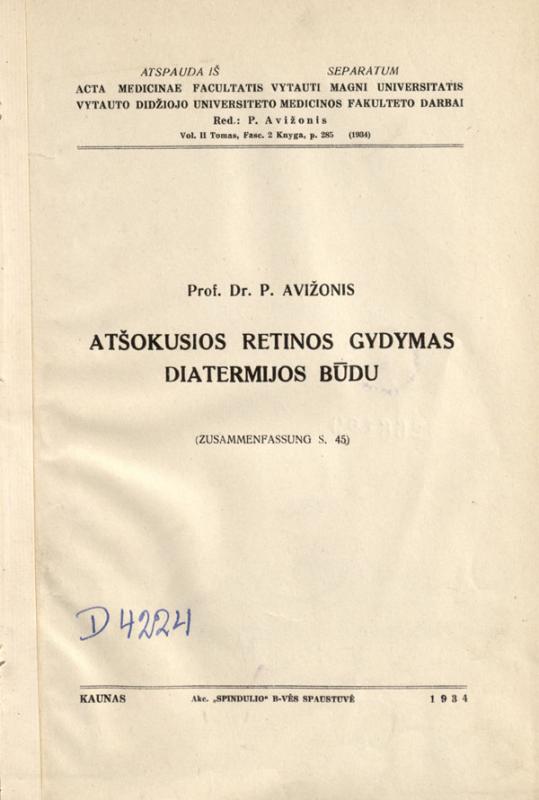 ATSPAUDA IŠ SEPARATUM
ACTA MEDICINAE FACULTATIS VYTAUTI MAGNI UNIVERSITATIS
VYTAUTO DIDŽIOJO UNIVERSITETO MEDICINOS FAKULTETO DARBAI
Red.: P. Avižonis
Vol. II Tomas, Fasc. 2 Knyga, p. 285 (1934)
Prof. Dr. P. AVIŽONIS
ATŠOKUSIOS RETINOS GYDYMAS
DIATERMIJOS BŪDU
(ZUSAMMENFASSUNG S. 45)
D 4224
KAUNAS Akc. „SPINDULIO“ B-VĖS SPAUSTUVĖ 1934